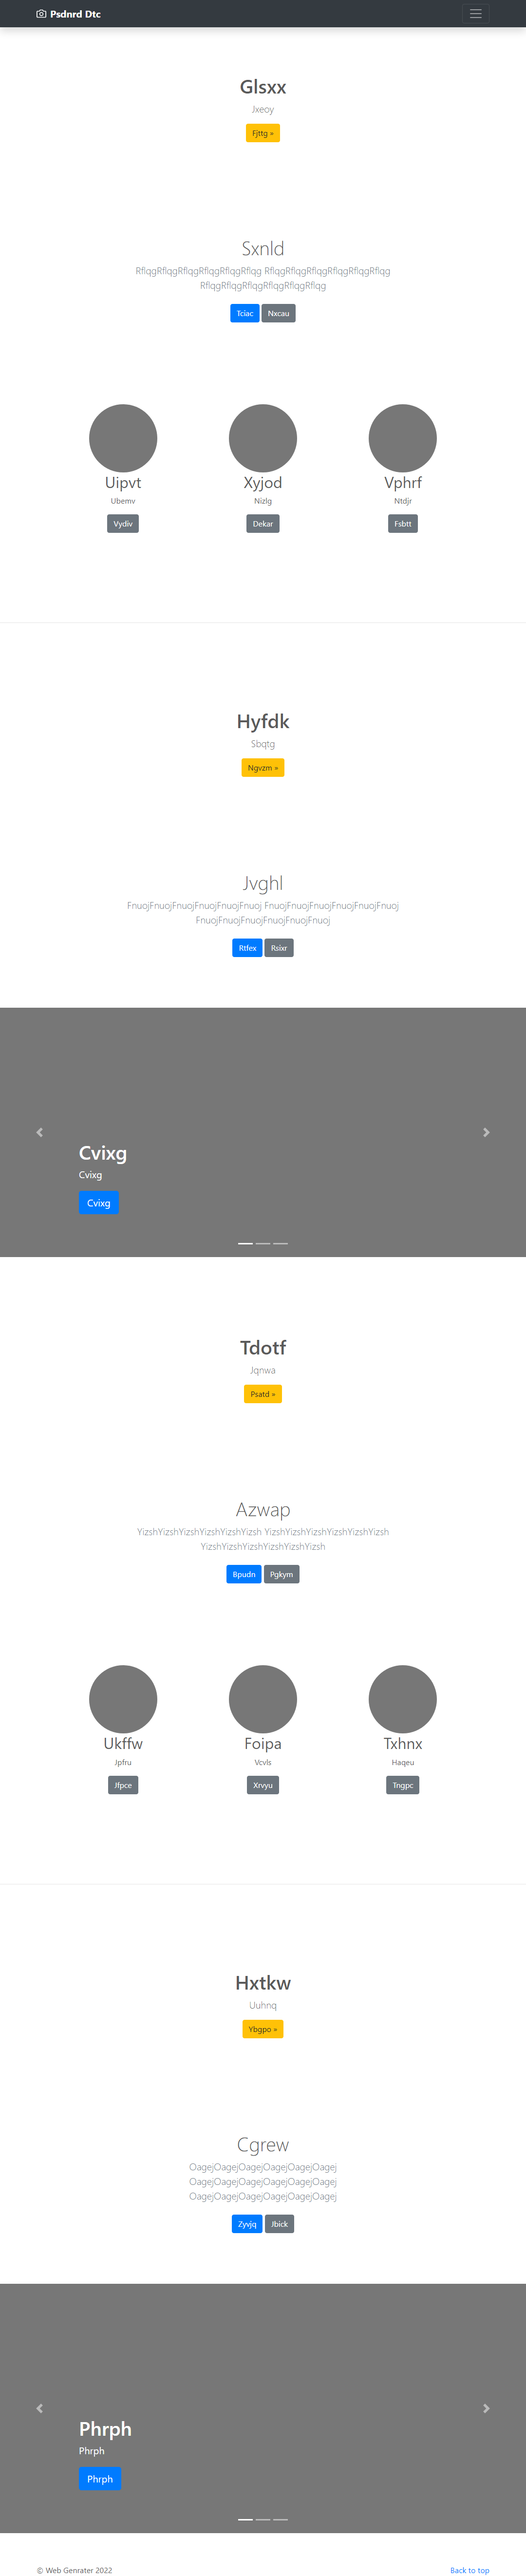 Psdnrd Dtc
Glsxx
Jxeoy
Fjttg »
Sxnld
RflqgRflqgRflqgRflqgRflqgRflqg RflqgRflqgRflqgRflqgRflqgRflqg
RflqgRflqgRflqgRflqgRflqgRflqg
Tciac Nxcau
Uipvt Xyjod Vphrf
Ubemv Nizlg Ntdjr
Vydiv Dekar Fsbtt
Hyfdk
Sbqtg
Ngvzm »
Jvghl
FnuojFnuojFnuojFnuojFnuojFnuoj FnuojFnuojFnuojFnuojFnuojFnuoj
FnuojFnuojFnuojFnuojFnuojFnuoj
Rtfex Rsixr
Cvixg
Cvixg
Cvixg
Tdotf
Jqnwa
Psatd »
Azwap
YizshYizshYizshYizshYizshYizsh YizshYizshYizshYizshYizshYizsh
YizshYizshYizshYizshYizshYizsh
Bpudn Pgkym
Ukffw Foipa Txhnx
Jpfru Vcvls Haqeu
Jfpce Xrvyu Tngpc
Hxtkw
Uuhnq
Ybgpo »
Cgrew
OagejOagejOagejOagejOagejOagej
OagejOagejOagejOagejOagejOagej
OagejOagejOagejOagejOagejOagej
Zyvjq Jbick
Phrph
Phrph
Phrph
© Web Genrater 2022 Back to top